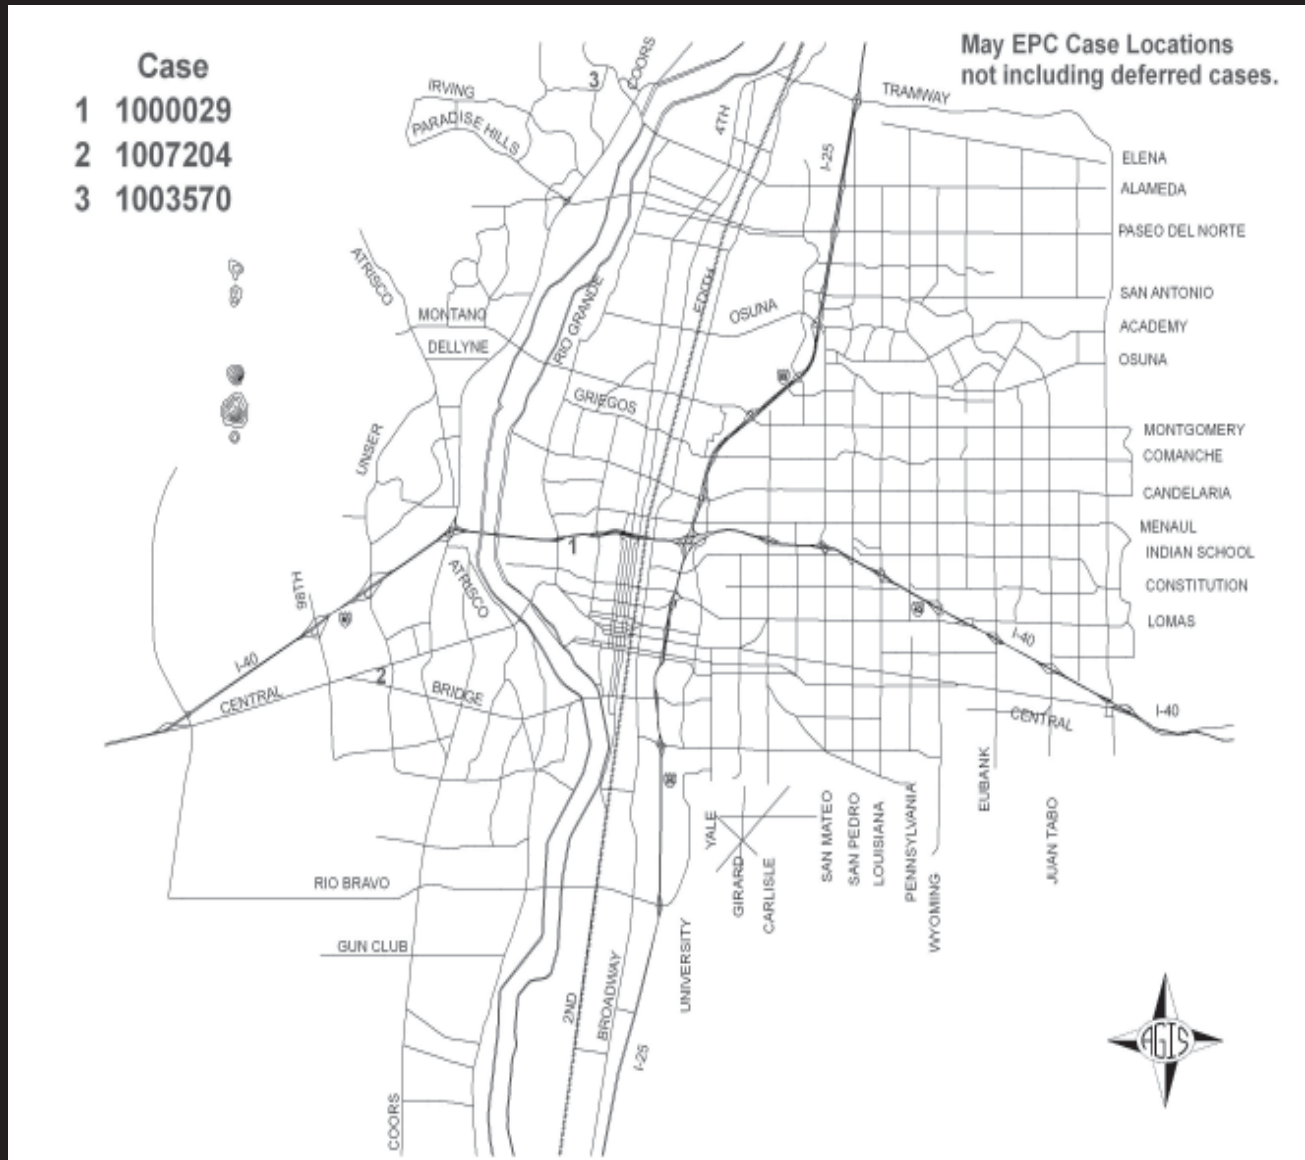 Case
1 1000029
2 1007204
3 1003570
May EPC Case Locations
not including deferred cases.
COORS
3
IRVING
PARADISE HILLS
4TH
TRAMWAY
I-25
ELENA
ALAMEDA
PASEO DEL NORTE
ATRISCO
EDITH
RIO GRANDE
SAN ANTONIO
MONTANO
OSUNA
ACADEMY
DELLYNE
OSUNA
GRIEGOS
UNSER
MONTGOMERY
COMANCHE
CANDELARIA
MENAUL
1
INDIAN SCHOOL
ATRISCO
98TH
CONSTITUTION
LOMAS
I-40
I-40
2
CENTRAL
BRIDGE
CENTRAL
I-40
EUBANK
YALE
SAN MATEO
SAN PEDRO
LOUISIANA
PENNSYLVANIA
JUAN TABO
GIRARD
CARLISLE
WYOMING
RIO BRAVO
GUN CLUB
UNIVERSITY
2ND
BROADWAY
I-25
COORS
AGIS